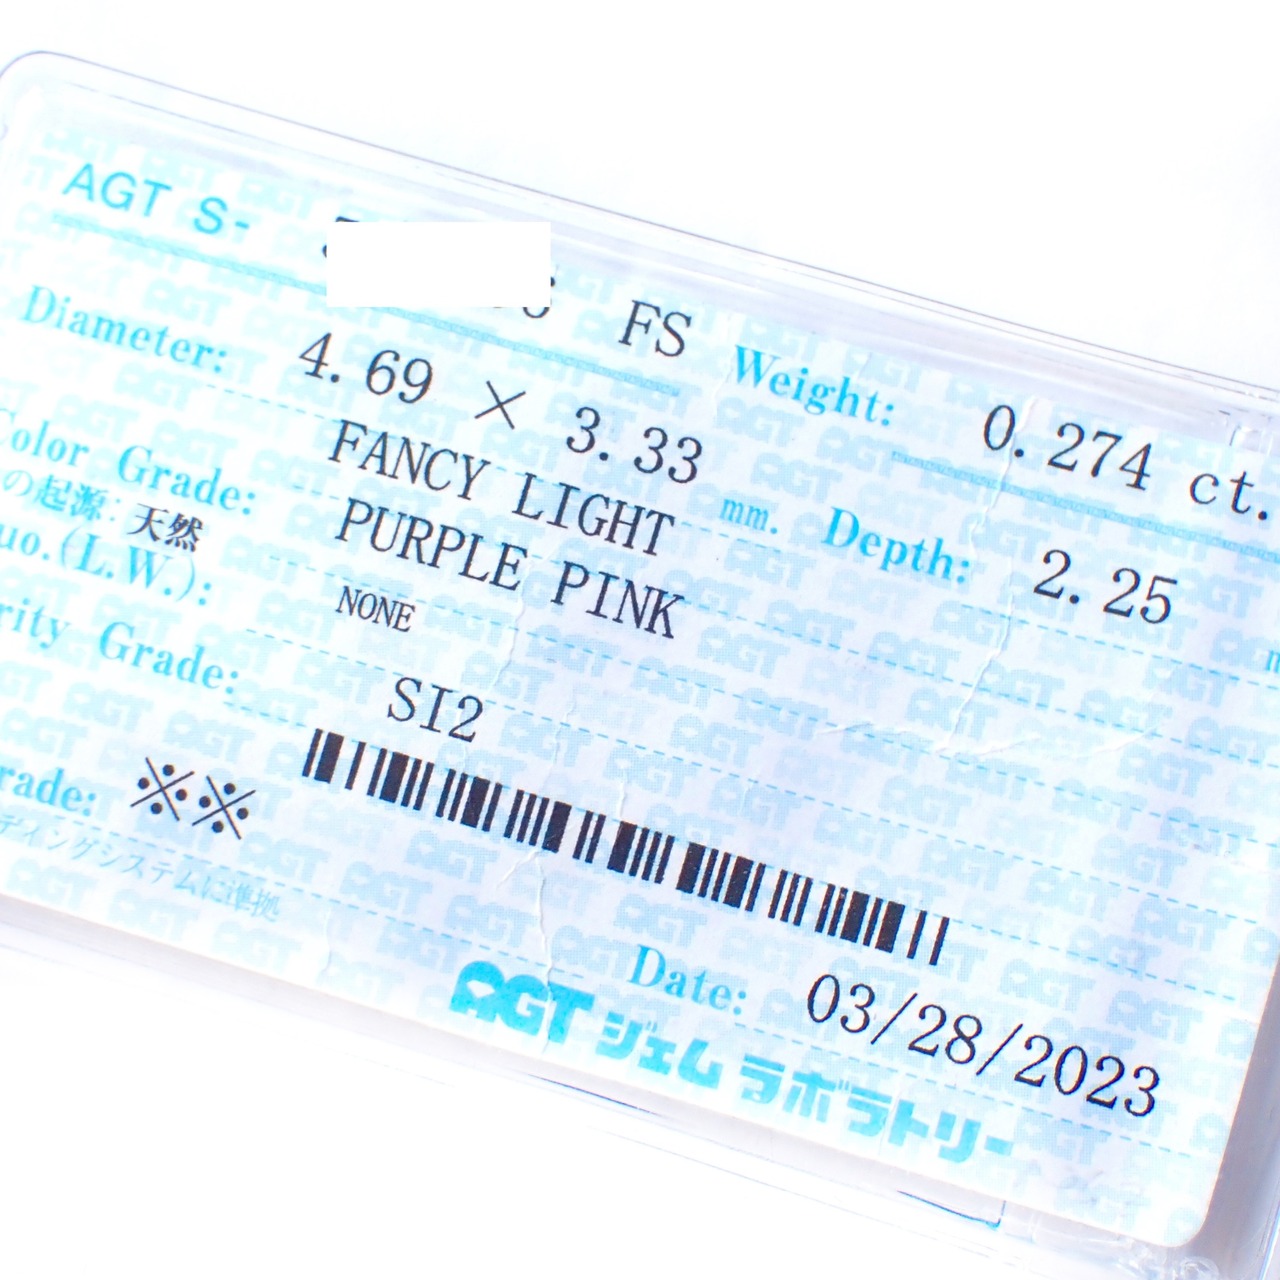 AGT S- FS
Diameter: 4.69 × 3.33 mm.
Weight: 0.274 ct.
Color Grade: FANCY LIGHT
PURPLE PINK
Depth: 2.25
の起源: 天然
uo.(L.W.): NONE
rity Grade: SI2
rade: ※※
ディングシステムに準拠
Date: 03/28/2023
AGT ジェム ラボラトリー